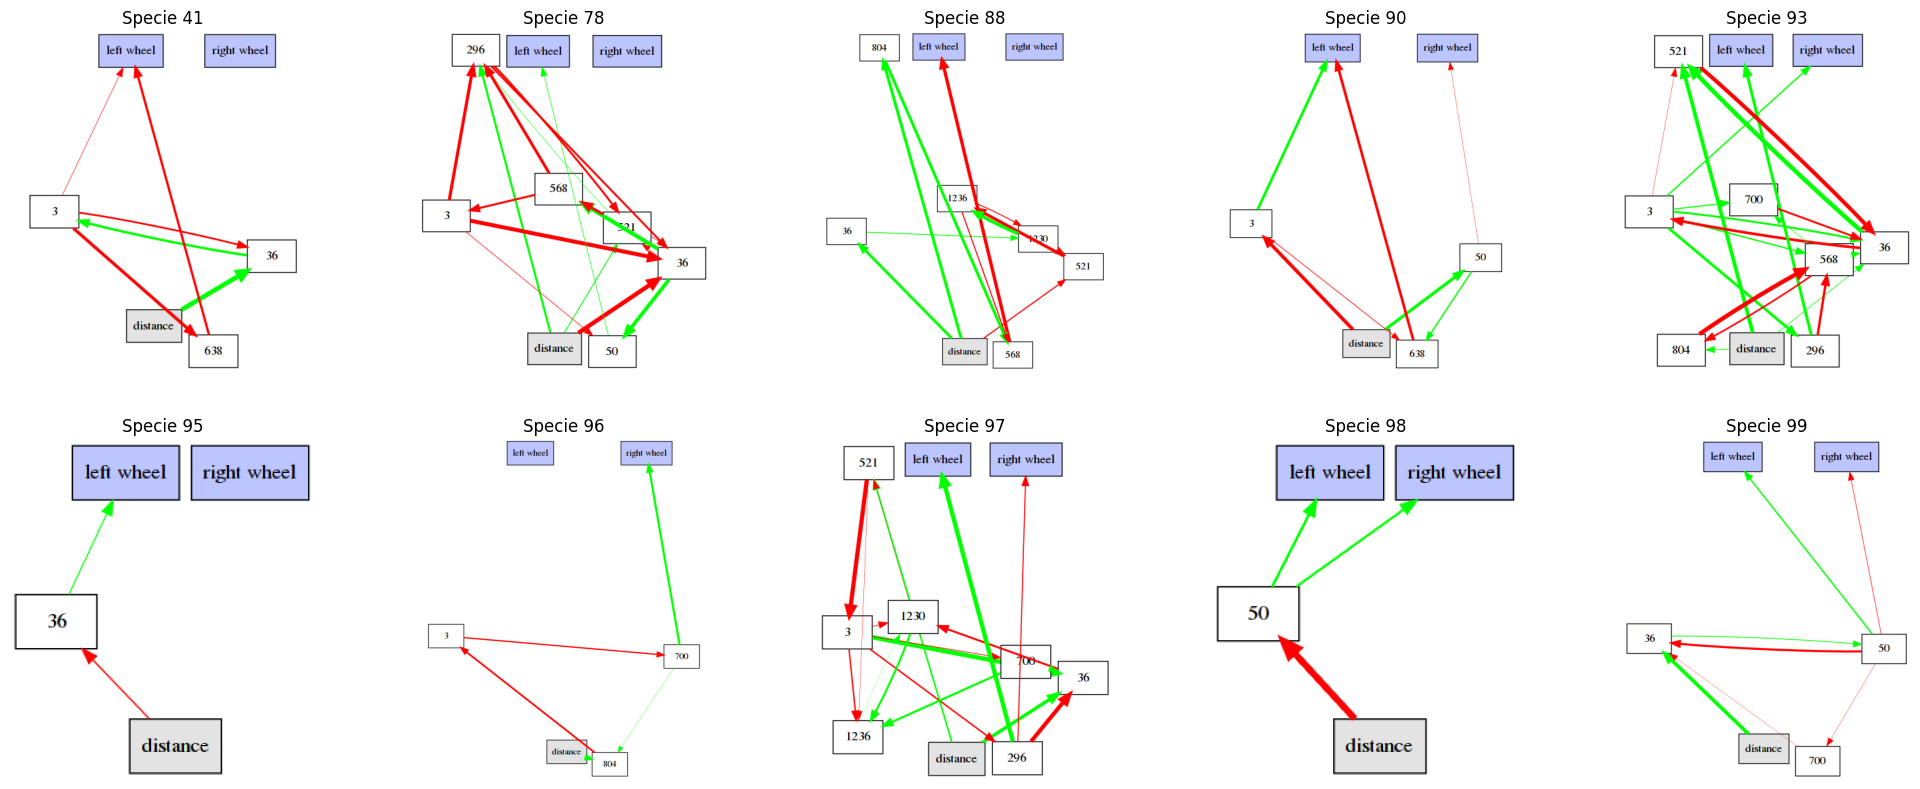 Specie 41
left wheel
right wheel
3
36
distance
638
Specie 78
296
left wheel
right wheel
568
3
521
36
distance
50
Specie 88
804
left wheel
right wheel
1236
36
1230
521
distance
568
Specie 90
left wheel
right wheel
3
50
distance
638
Specie 93
521
left wheel
right wheel
700
3
36
568
804
distance
296
Specie 95
left wheel
right wheel
36
distance
Specie 96
left wheel
right wheel
3
700
distance
804
Specie 97
521
left wheel
right wheel
1230
3
700
36
1236
distance
296
Specie 98
left wheel
right wheel
50
distance
Specie 99
left wheel
right wheel
36
50
distance
700